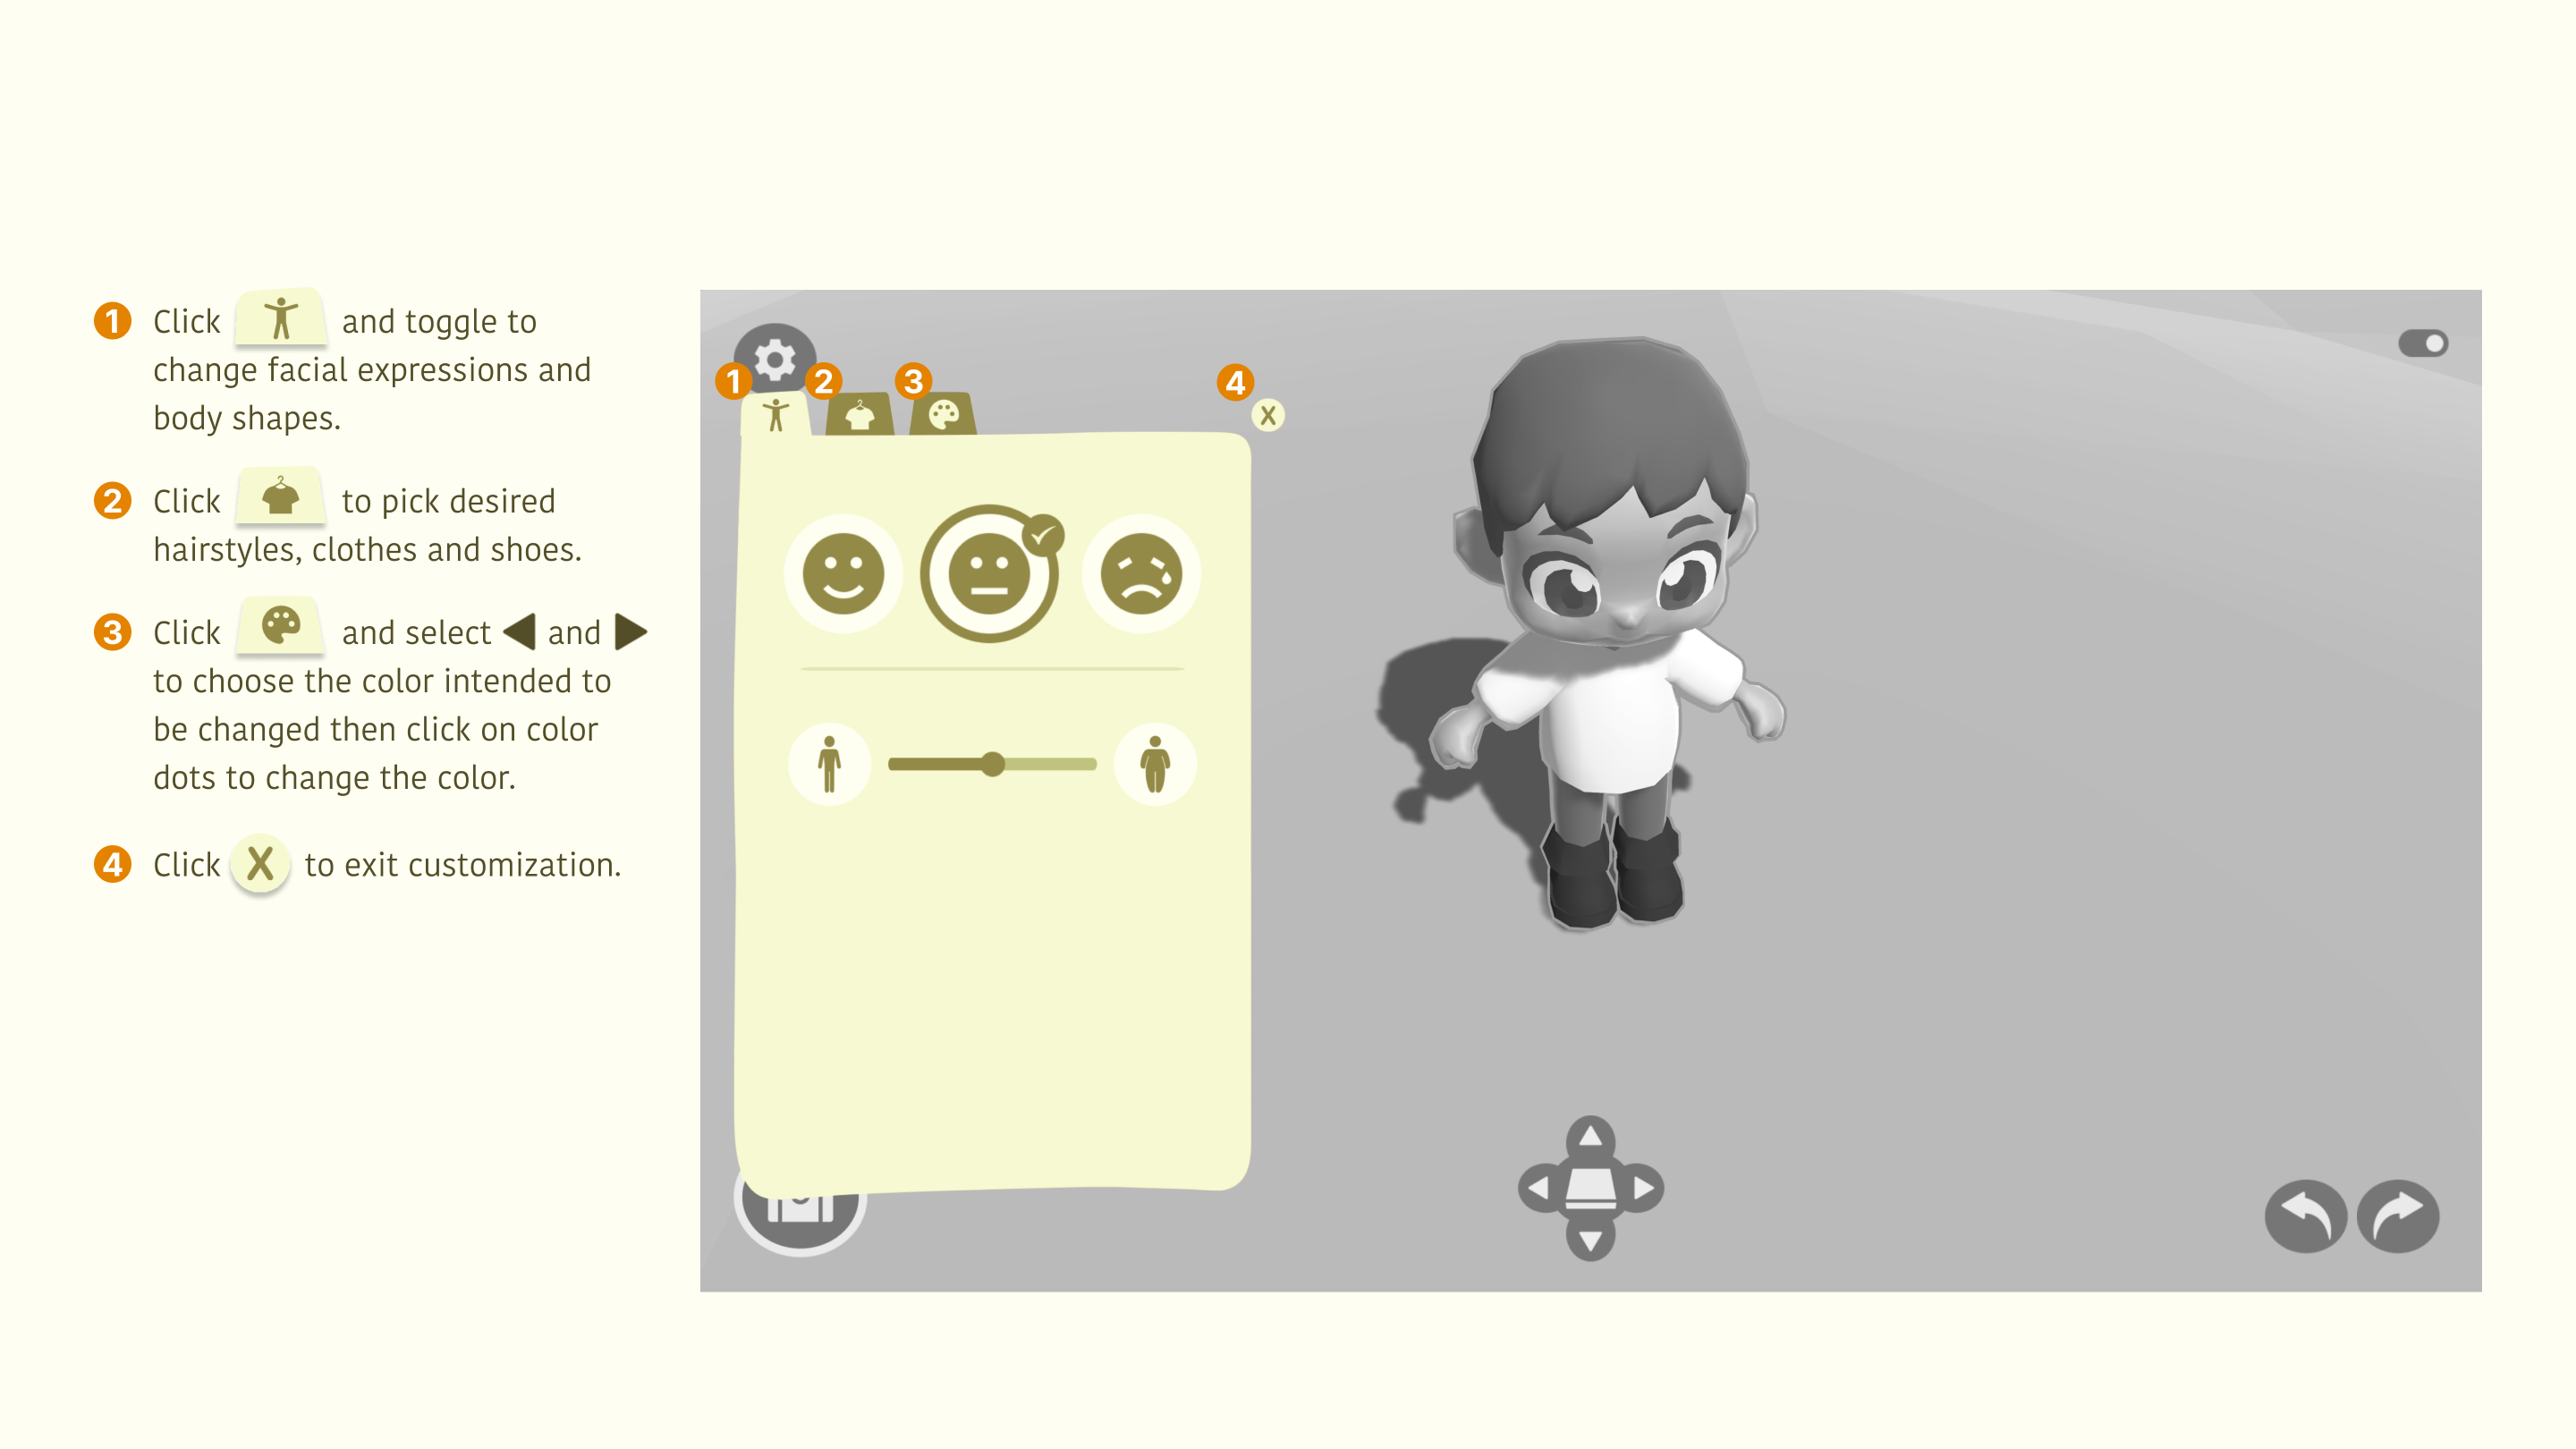 1 Click and toggle to
change facial expressions and
body shapes.
2 Click to pick desired
hairstyles, clothes and shoes.
3 Click and select and
to choose the color intended to
be changed then click on color
dots to change the color.
4 Click X to exit customization.
1 2 3 4
X